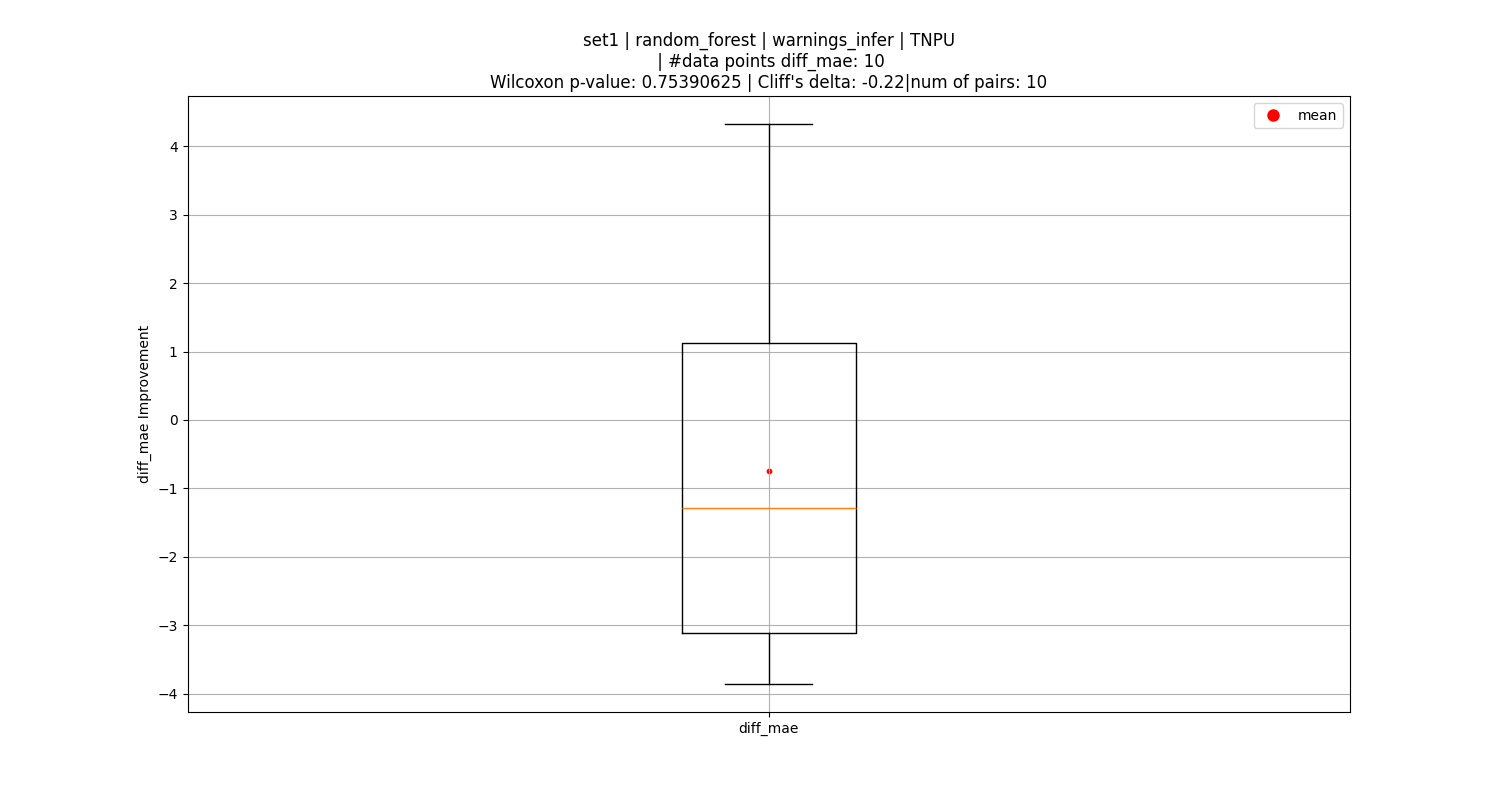 set1 | random_forest | warnings_infer | TNPU
| #data points diff_mae: 10
Wilcoxon p-value: 0.75390625 | Cliff's delta: -0.22|num of pairs: 10
mean
4
3
2
1
0
−1
−2
−3
−4
diff_mae Improvement
diff_mae